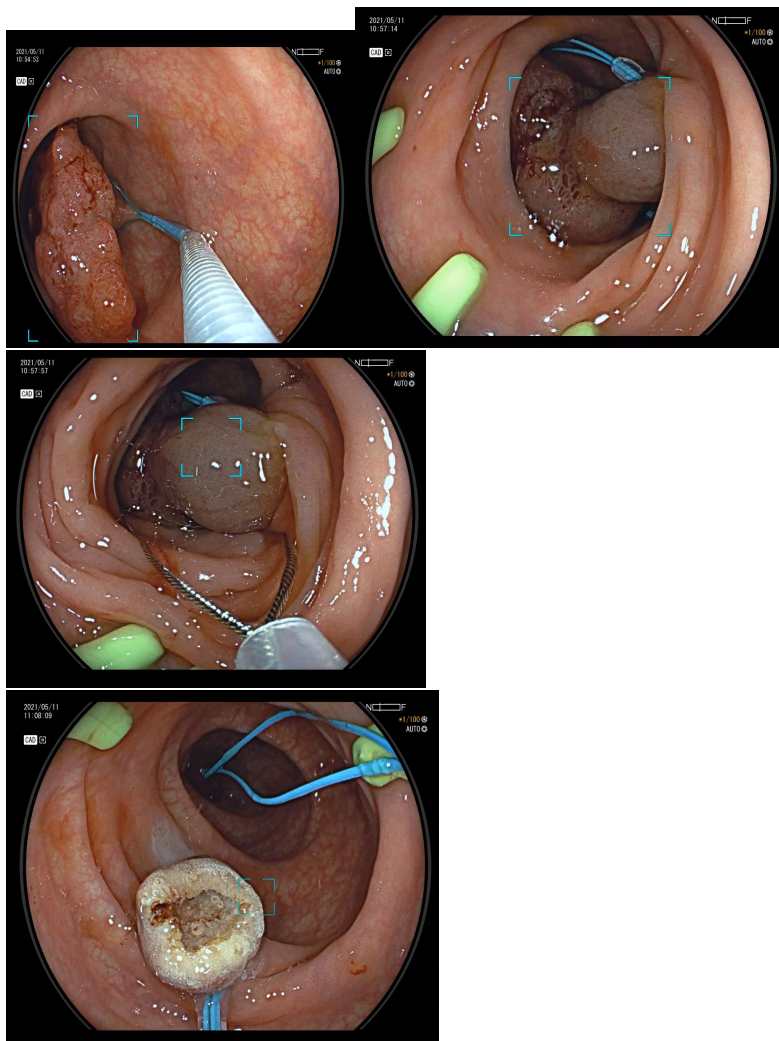 2021/05/11
10:54:53
CAD
N F
*1/100
AUTO
2021/05/11
10:57:14
CAD
N F
*1/100
AUTO
2021/05/11
10:57:57
CAD
N F
*1/100
AUTO
2021/05/11
11:08:09
CAD
N F
*1/100
AUTO